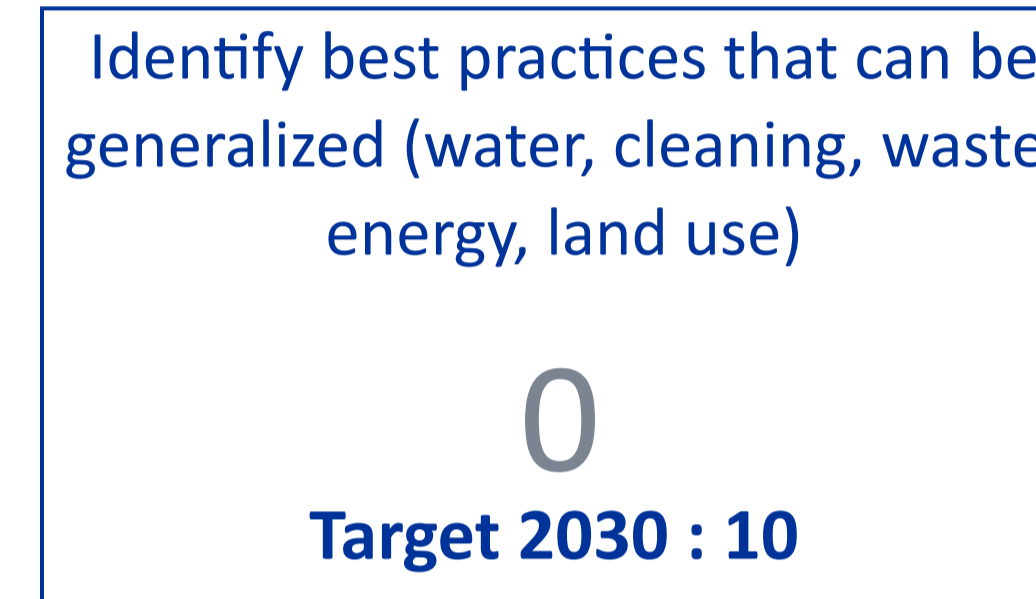 Identify best practices that can be
generalized (water, cleaning, waste
energy, land use)
0
Target 2030 : 10